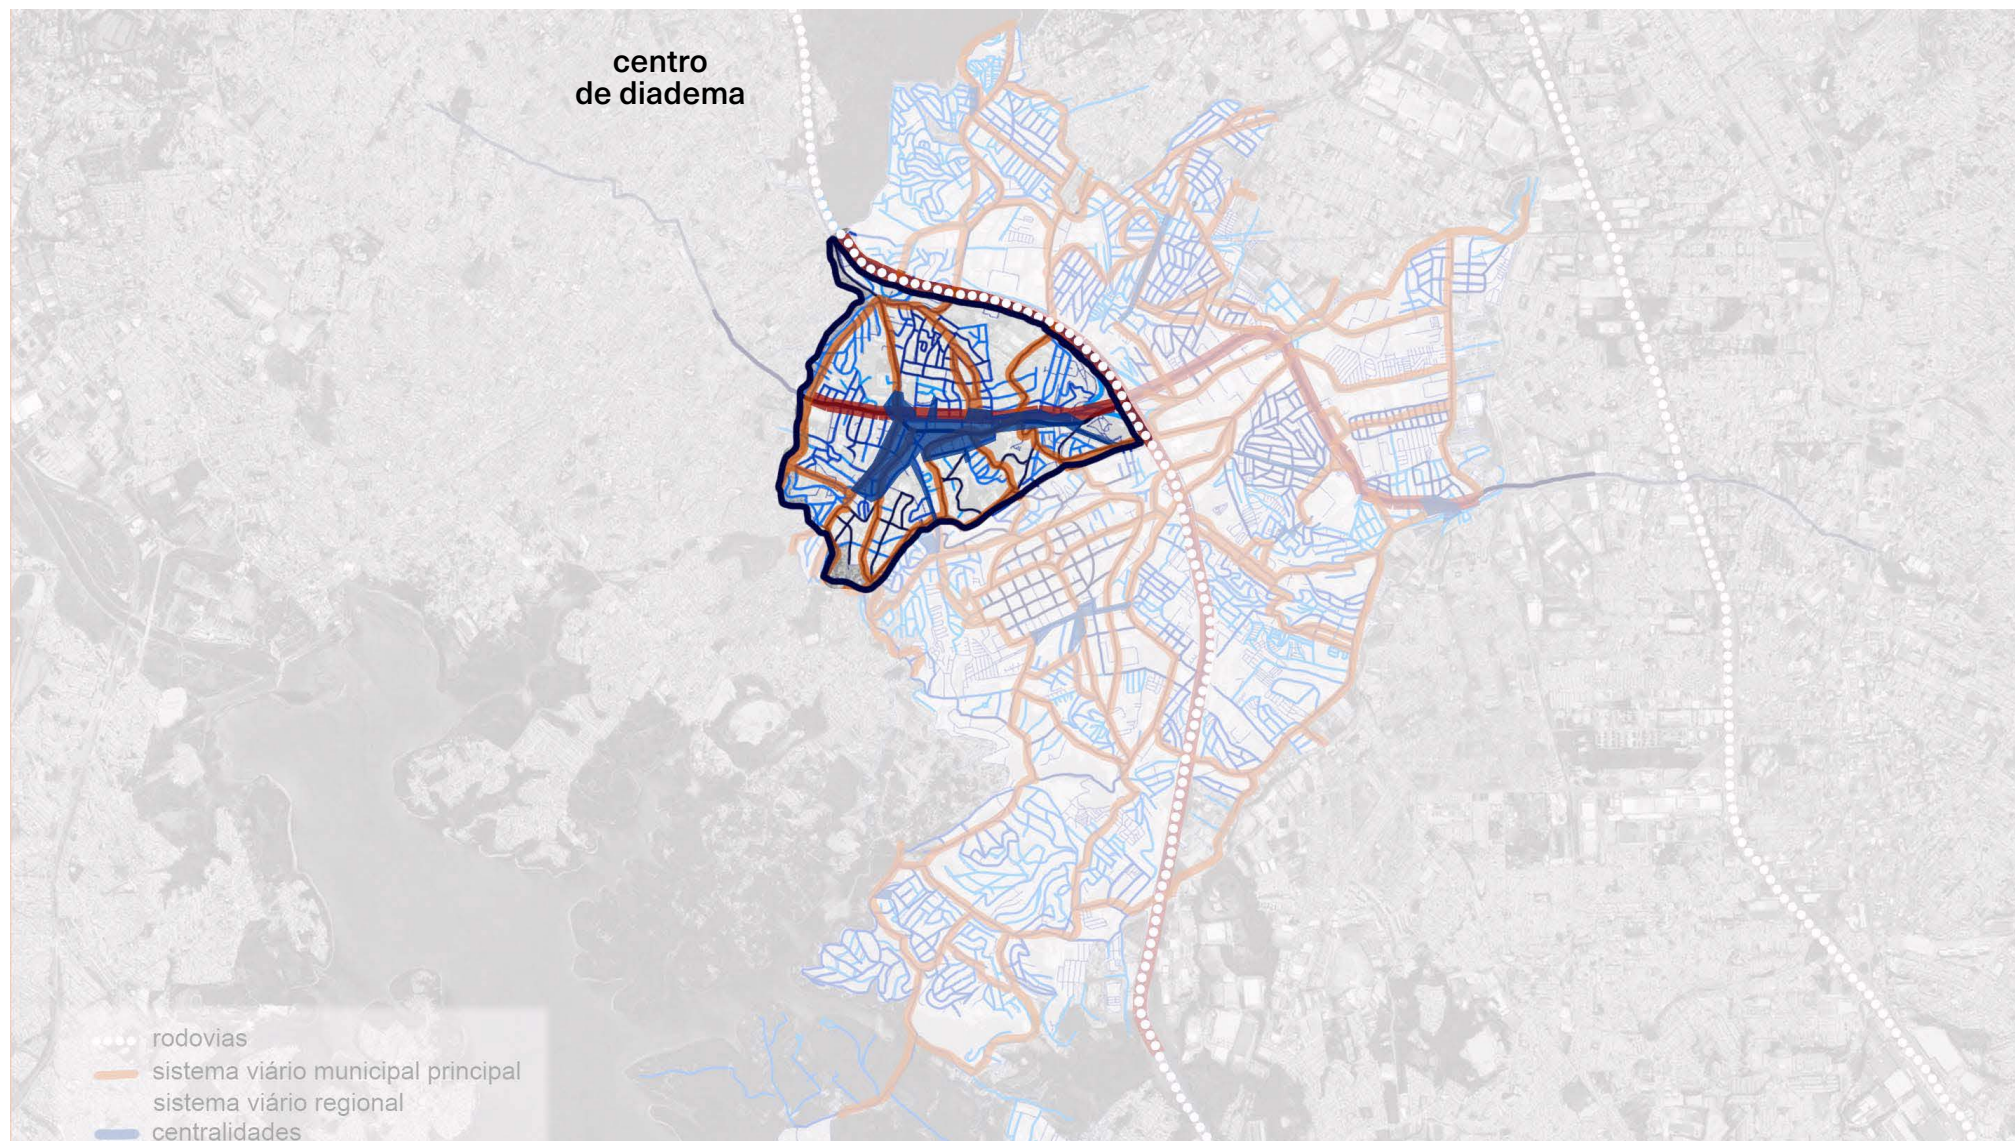 centro
de diadema
rodovias
sistema viário municipal principal
sistema viário regional
centralidades